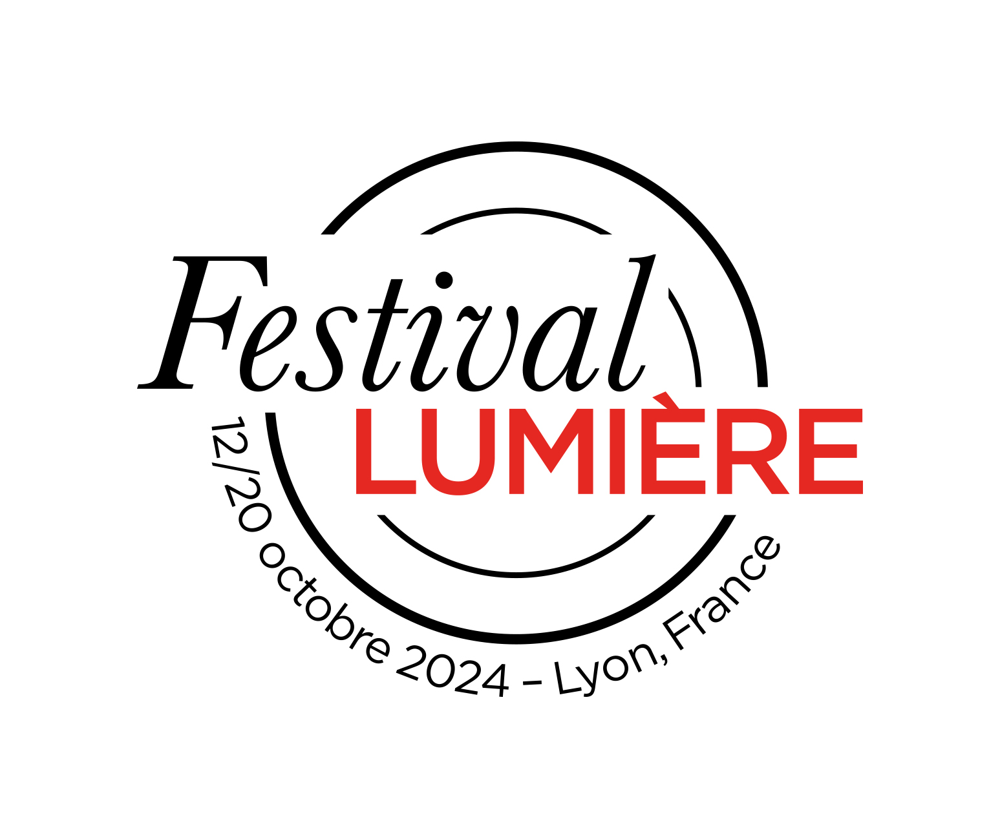 Festival
LUMIÈRE
12/20 octobre 2024 – Lyon, France